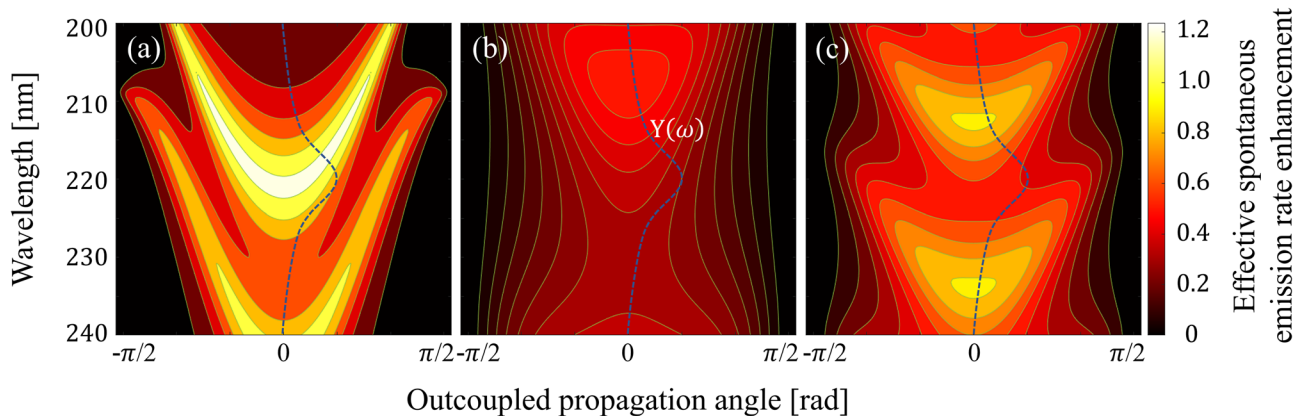 Wavelength [nm]
200
210
220
230
240
(a)
(b)
(c)
Υ(ω)
-π/2
0
π/2
-π/2
0
π/2
-π/2
0
π/2
Outcoupled propagation angle [rad]
1.2
1.0
0.8
0.6
0.4
0.2
0
Effective spontaneous
emission rate enhancement